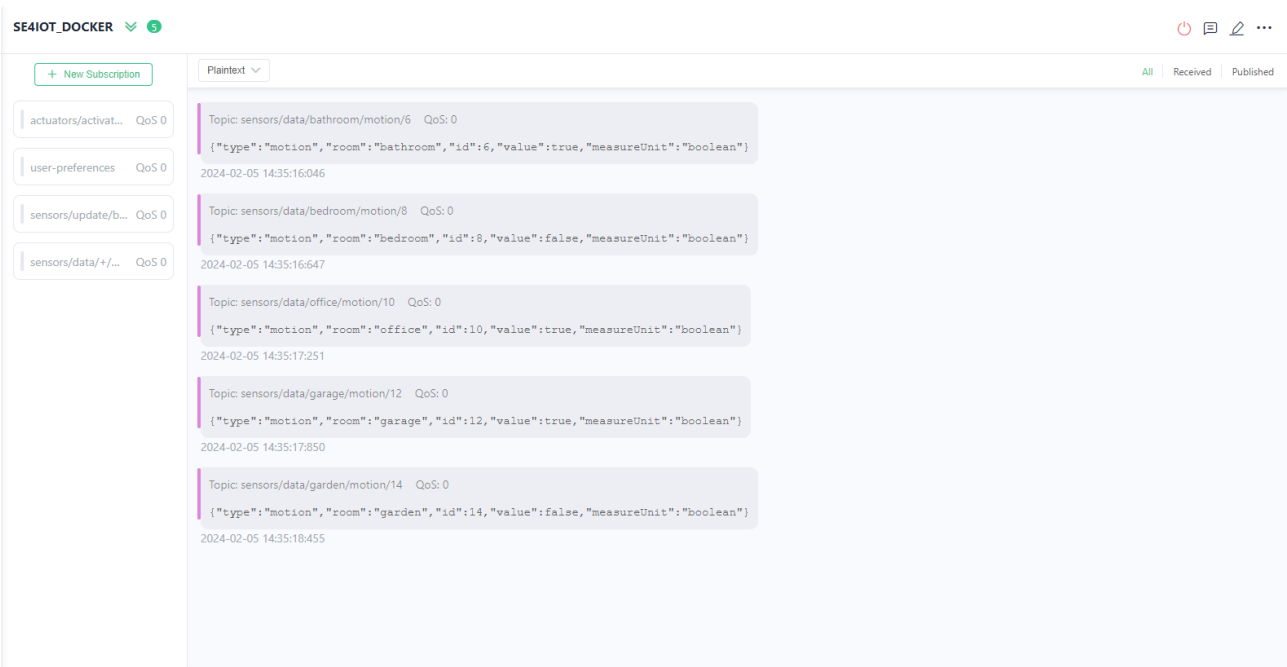 SE4IOT_DOCKER 5
+ New Subscription
Plaintext
All Received Published
actuators/activat... QoS 0
user-preferences QoS 0
sensors/update/b... QoS 0
sensors/data/+/... QoS 0
Topic: sensors/data/bathroom/motion/6 QoS: 0
{"type":"motion","room":"bathroom","id":6,"value":true,"measureUnit":"boolean"}
2024-02-05 14:35:16:046
Topic: sensors/data/bedroom/motion/8 QoS: 0
{"type":"motion","room":"bedroom","id":8,"value":false,"measureUnit":"boolean"}
2024-02-05 14:35:16:647
Topic: sensors/data/office/motion/10 QoS: 0
{"type":"motion","room":"office","id":10,"value":true,"measureUnit":"boolean"}
2024-02-05 14:35:17:251
Topic: sensors/data/garage/motion/12 QoS: 0
{"type":"motion","room":"garage","id":12,"value":true,"measureUnit":"boolean"}
2024-02-05 14:35:17:850
Topic: sensors/data/garden/motion/14 QoS: 0
{"type":"motion","room":"garden","id":14,"value":false,"measureUnit":"boolean"}
2024-02-05 14:35:18:455